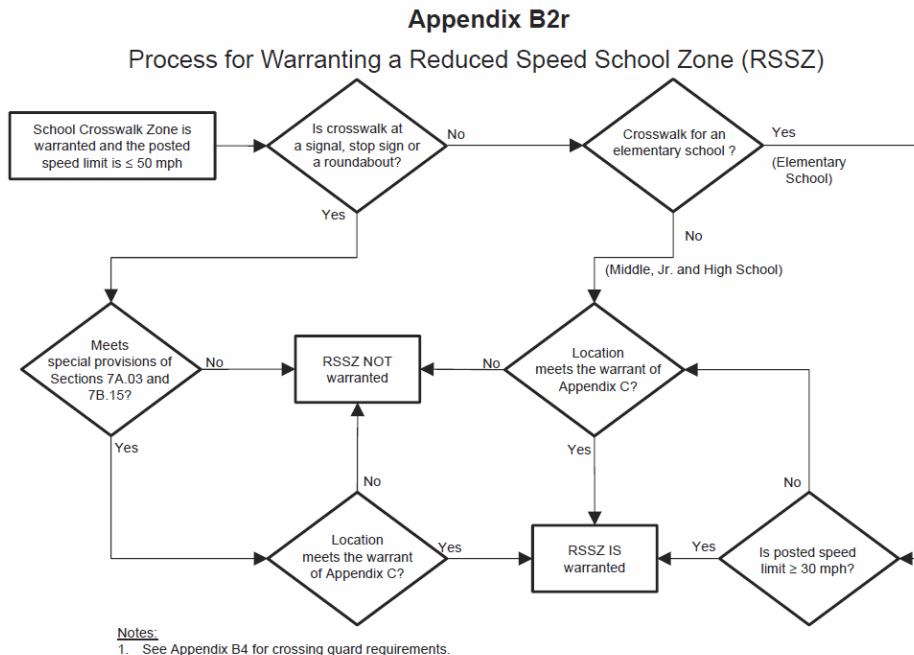 Appendix B2r
Process for Warranting a Reduced Speed School Zone (RSSZ)
School Crosswalk Zone is
warranted and the posted
speed limit is ≤ 50 mph
Is crosswalk at
a signal, stop sign or
a roundabout?
No
Crosswalk for an
elementary school ?
Yes
(Elementary
School)
Yes
No
(Middle, Jr. and High School)
Meets
special provisions of
Sections 7A.03 and
7B.15?
No
RSSZ NOT
warranted
No
Location
meets the warrant of
Appendix C?
Yes
Yes
No
No
Location
meets the warrant
of Appendix C?
Yes
RSSZ IS
warranted
Yes
Is posted speed
limit ≥ 30 mph?
Notes:
1. See Appendix B4 for crossing guard requirements.